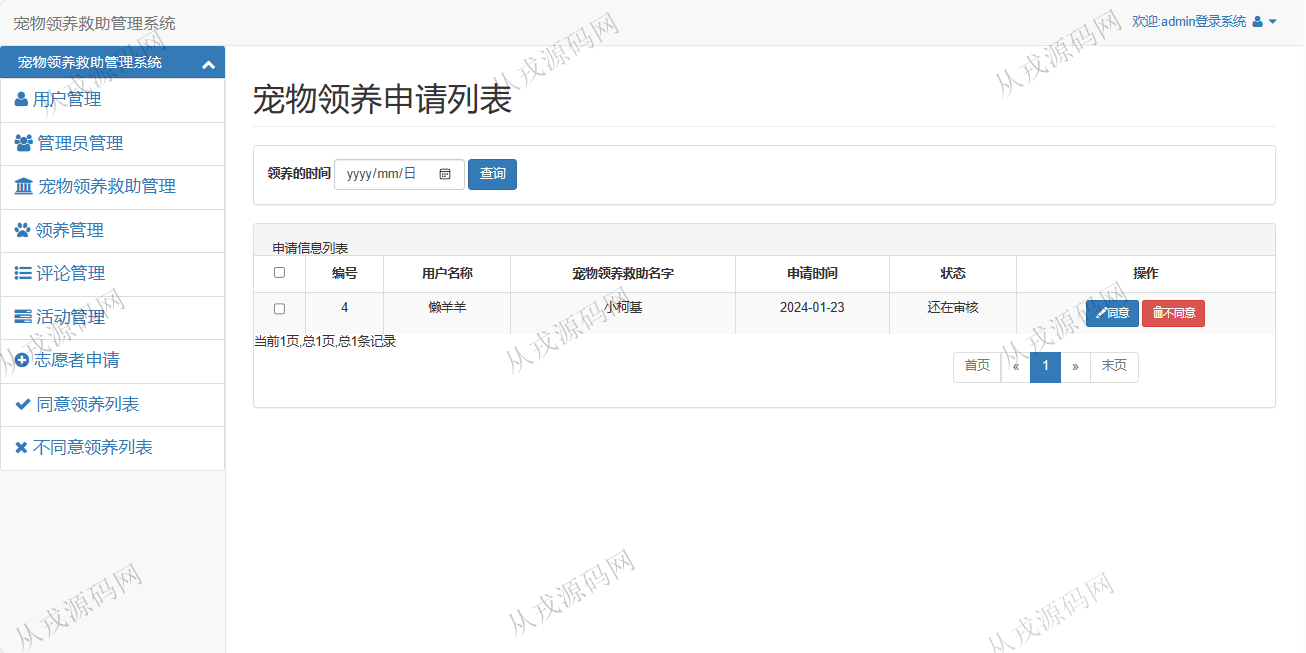 宠物领养救助管理系统
欢迎:admin登录系统
宠物领养救助管理系统
用户管理
管理员管理
宠物领养救助管理
领养管理
评论管理
活动管理
志愿者申请
同意领养列表
不同意领养列表
宠物领养申请列表
领养的时间 yyyy/mm/日 查询
申请信息列表
编号 用户名称 宠物领养救助名字 申请时间 状态 操作
4 懒羊羊 小柯基 2024-01-23 还在审核 同意 不同意
当前1页,总1页,总1条记录
首页 « 1 » 末页
从戎源码网
从戎源码网
从戎源码网
从戎源码网
从戎源码网
从戎源码网
从戎源码网
从戎源码网
从戎源码网